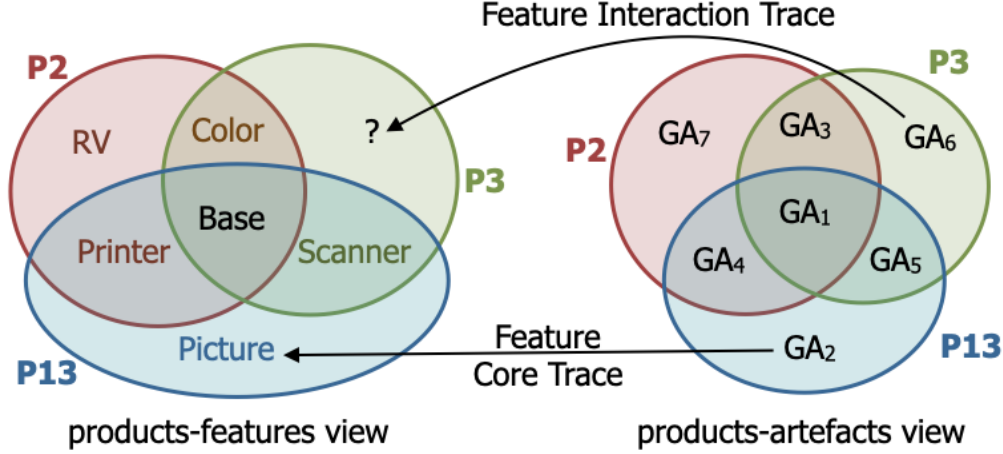 Feature Interaction Trace
P2
P3
RV
Color
?
GA7
GA3
GA6
P2
P3
Base
GA1
Printer
Scanner
GA4
GA5
Picture
Feature
Core Trace
GA2
P13
P13
products-features view
products-artefacts view